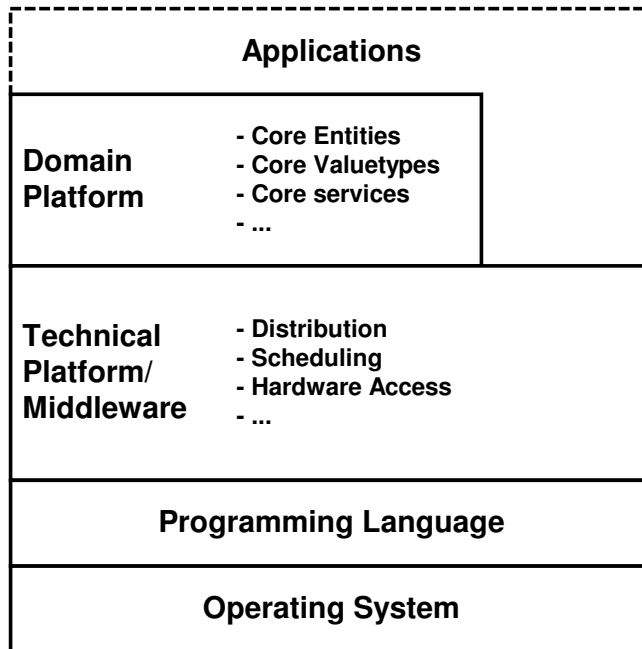 Applications
Domain
Platform
- Core Entities
- Core Valuetypes
- Core services
- ...
Technical
Platform/
Middleware
- Distribution
- Scheduling
- Hardware Access
- ...
Programming Language
Operating System